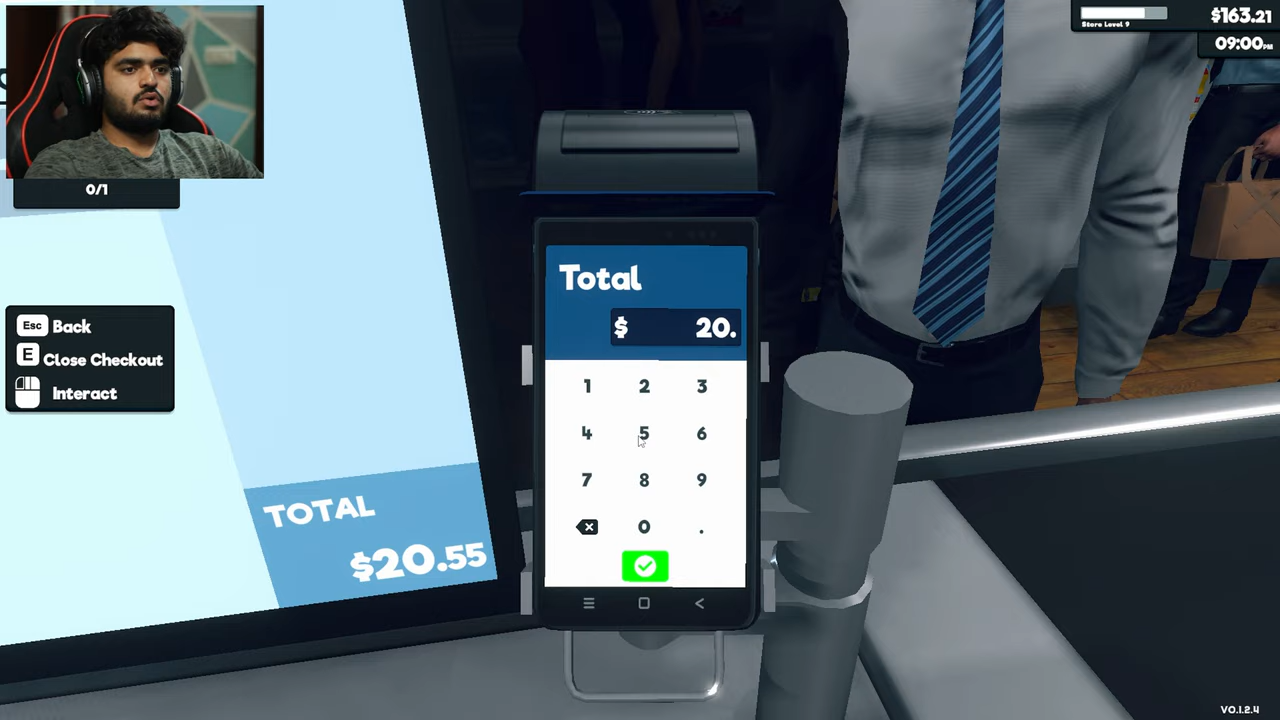 $163.21
Store Level 9
09:00PM
0/1
Total
$ 20.
Esc Back
E Close Checkout
Interact
1 2 3
4 5 6
7 8 9
0 .
TOTAL
$20.55
V0.1.2.4